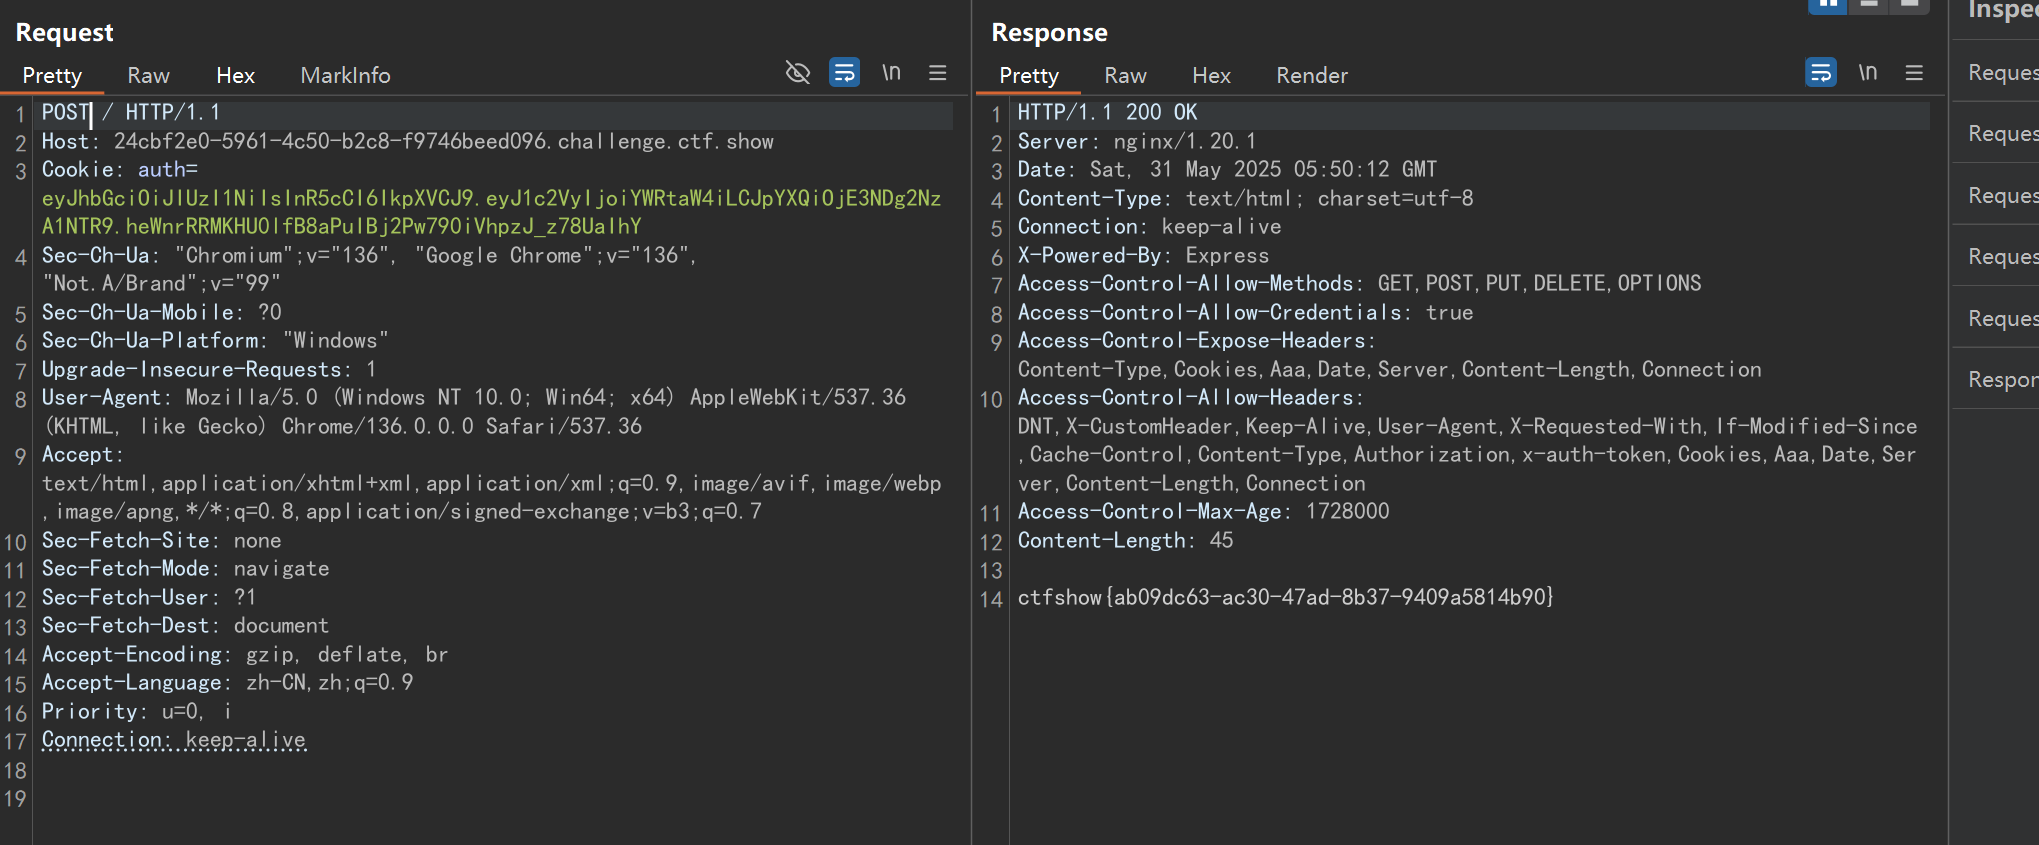 Request
Pretty Raw Hex MarkInfo \n
1 POST / HTTP/1.1
2 Host: 24cbf2e0-5961-4c50-b2c8-f9746beed096.challenge.ctf.show
3 Cookie: auth=
eyJhbGciOiJIUzI1NiIsInR5cCI6IkpXVCJ9.eyJ1c2VyIjoiYWRtaW4iLCJpYXQiOjE3NDg2Nz
A1NTR9.heWnrRRMKHU0lfB8aPulBj2Pw790iVhpzJ_z78UalhY
4 Sec-Ch-Ua: "Chromium";v="136", "Google Chrome";v="136",
"Not.A/Brand";v="99"
5 Sec-Ch-Ua-Mobile: ?0
6 Sec-Ch-Ua-Platform: "Windows"
7 Upgrade-Insecure-Requests: 1
8 User-Agent: Mozilla/5.0 (Windows NT 10.0; Win64; x64) AppleWebKit/537.36
(KHTML, like Gecko) Chrome/136.0.0.0 Safari/537.36
9 Accept:
text/html,application/xhtml+xml,application/xml;q=0.9,image/avif,image/webp
,image/apng,*/*;q=0.8,application/signed-exchange;v=b3;q=0.7
10 Sec-Fetch-Site: none
11 Sec-Fetch-Mode: navigate
12 Sec-Fetch-User: ?1
13 Sec-Fetch-Dest: document
14 Accept-Encoding: gzip, deflate, br
15 Accept-Language: zh-CN,zh;q=0.9
16 Priority: u=0, i
17 Connection: keep-alive
18
19
Response
Pretty Raw Hex Render \n
1 HTTP/1.1 200 OK
2 Server: nginx/1.20.1
3 Date: Sat, 31 May 2025 05:50:12 GMT
4 Content-Type: text/html; charset=utf-8
5 Connection: keep-alive
6 X-Powered-By: Express
7 Access-Control-Allow-Methods: GET,POST,PUT,DELETE,OPTIONS
8 Access-Control-Allow-Credentials: true
9 Access-Control-Expose-Headers:
Content-Type,Cookies,Aaa,Date,Server,Content-Length,Connection
10 Access-Control-Allow-Headers:
DNT,X-CustomHeader,Keep-Alive,User-Agent,X-Requested-With,If-Modified-Since
,Cache-Control,Content-Type,Authorization,x-auth-token,Cookies,Aaa,Date,Ser
ver,Content-Length,Connection
11 Access-Control-Max-Age: 1728000
12 Content-Length: 45
13
14 ctfshow{ab09dc63-ac30-47ad-8b37-9409a5814b90}
Inspe
Reques
Reques
Reques
Reques
Reques
Respor